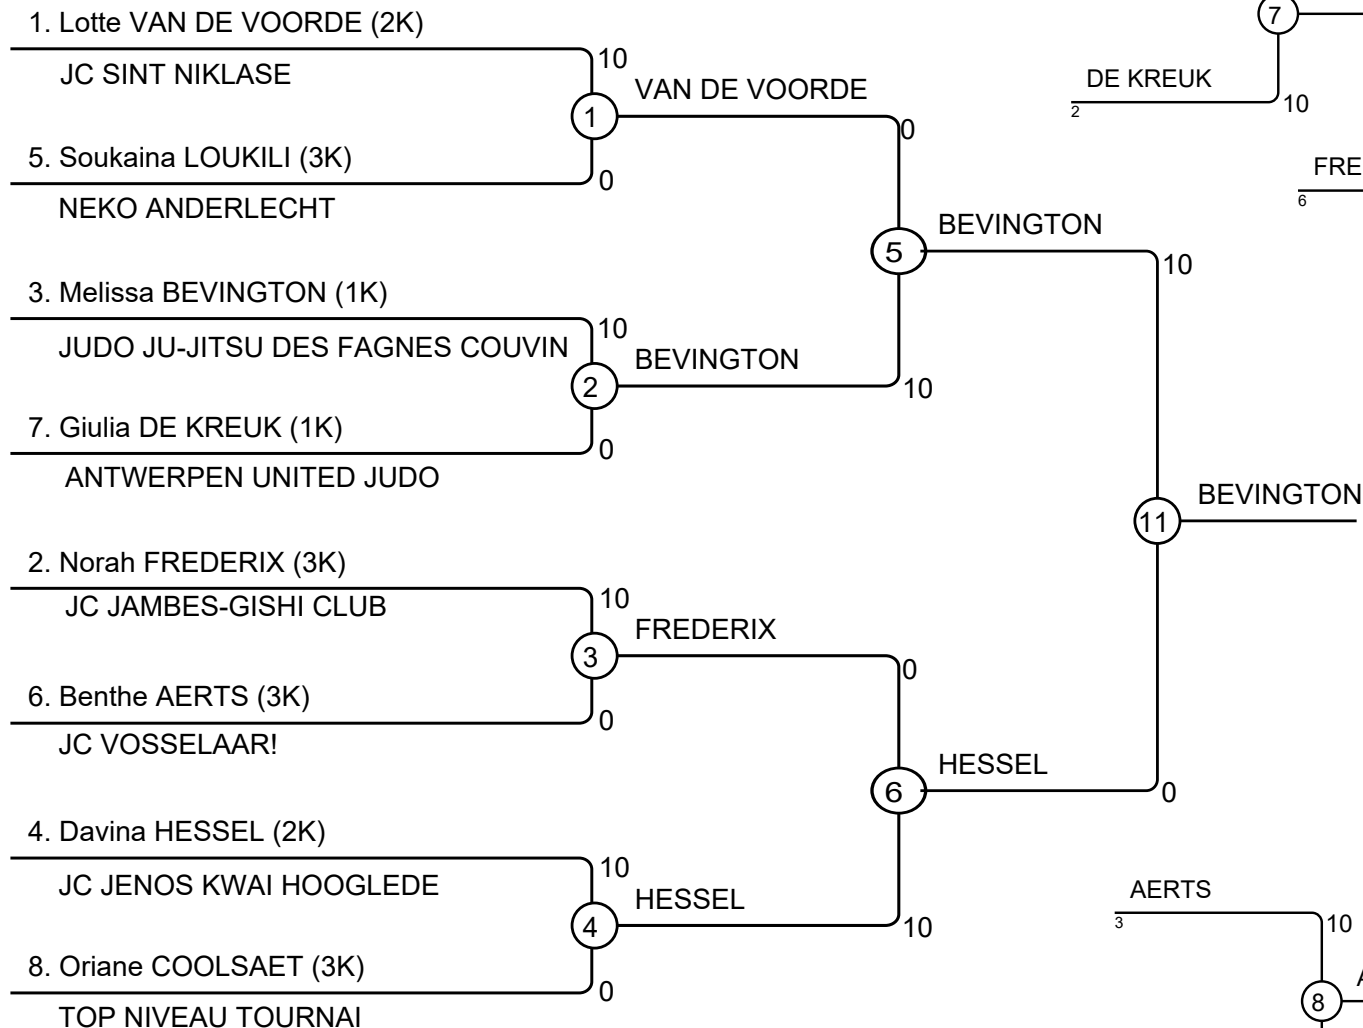 1. Lotte VAN DE VOORDE (2K)
10
JC SINT NIKLASE
1
VAN DE VOORDE
0
5. Soukaina LOUKILI (3K)
0
NEKO ANDERLECHT
5
BEVINGTON
10
3. Melissa BEVINGTON (1K)
10
JUDO JU-JITSU DES FAGNES COUVIN
2
BEVINGTON
10
7. Giulia DE KREUK (1K)
0
ANTWERPEN UNITED JUDO
11
BEVINGTON
2. Norah FREDERIX (3K)
10
JC JAMBES-GISHI CLUB
3
FREDERIX
0
6. Benthe AERTS (3K)
0
JC VOSSELAAR!
6
HESSEL
0
4. Davina HESSEL (2K)
10
JC JENOS KWAI HOOGLEDE
4
HESSEL
10
8. Oriane COOLSAET (3K)
0
TOP NIVEAU TOURNAI
7
DE KREUK
2
10
FRE
6
AERTS
3
10
8